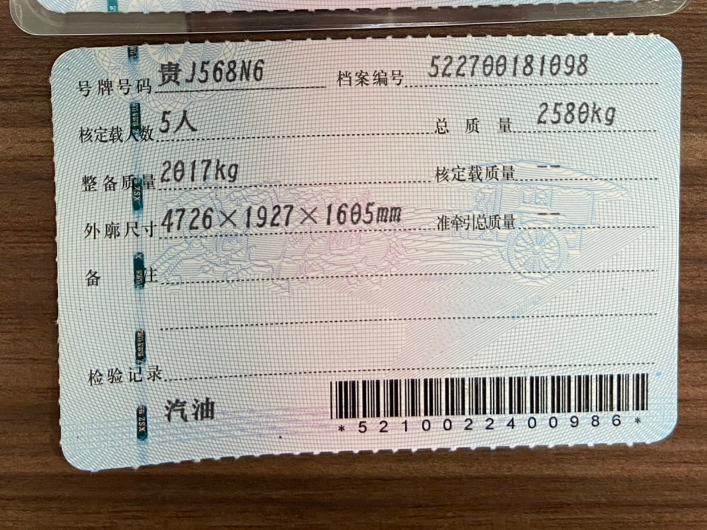 号牌号码 贵J568N6 档案编号 522700181098
核定载人数 5人 总质量 2580kg
整备质量 2017kg 核定载质量 --
外廓尺寸 4726×1927×1605mm 准牵引总质量 --
备注
检验记录
汽油
*5210022400986*